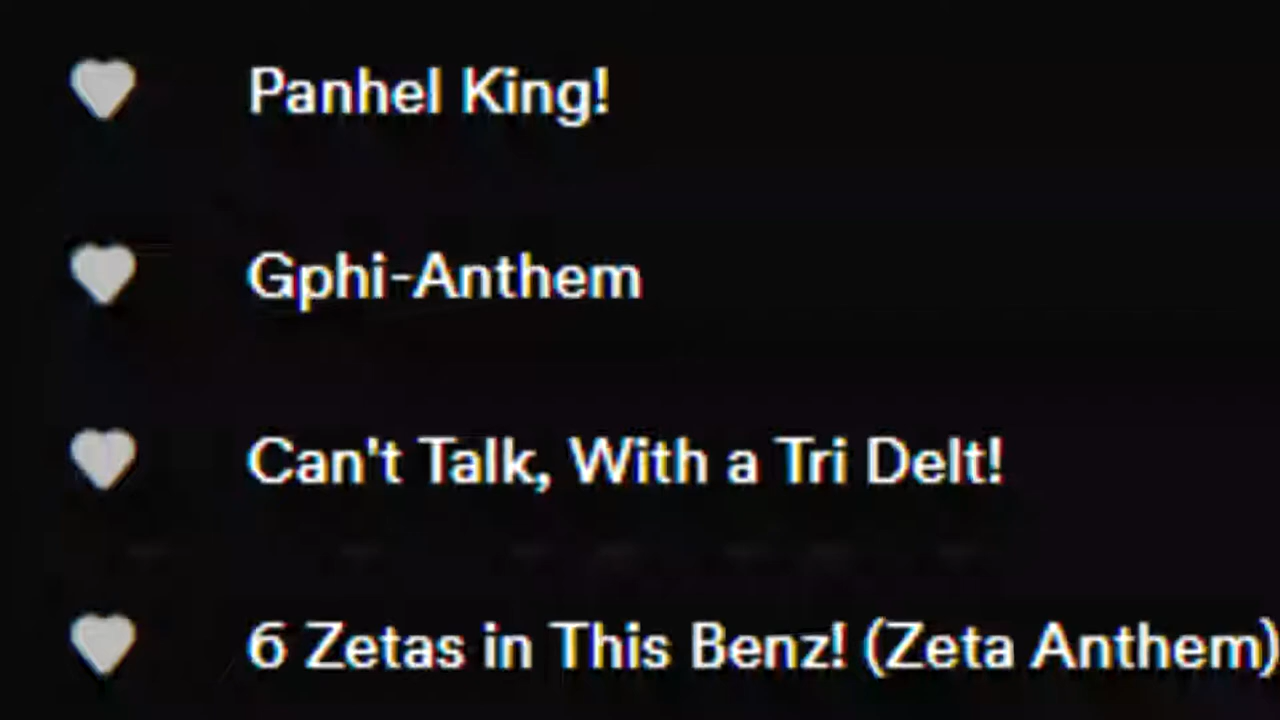 Panhel King!
Gphi-Anthem
Can't Talk, With a Tri Delt!
6 Zetas in This Benz! (Zeta Anthem)